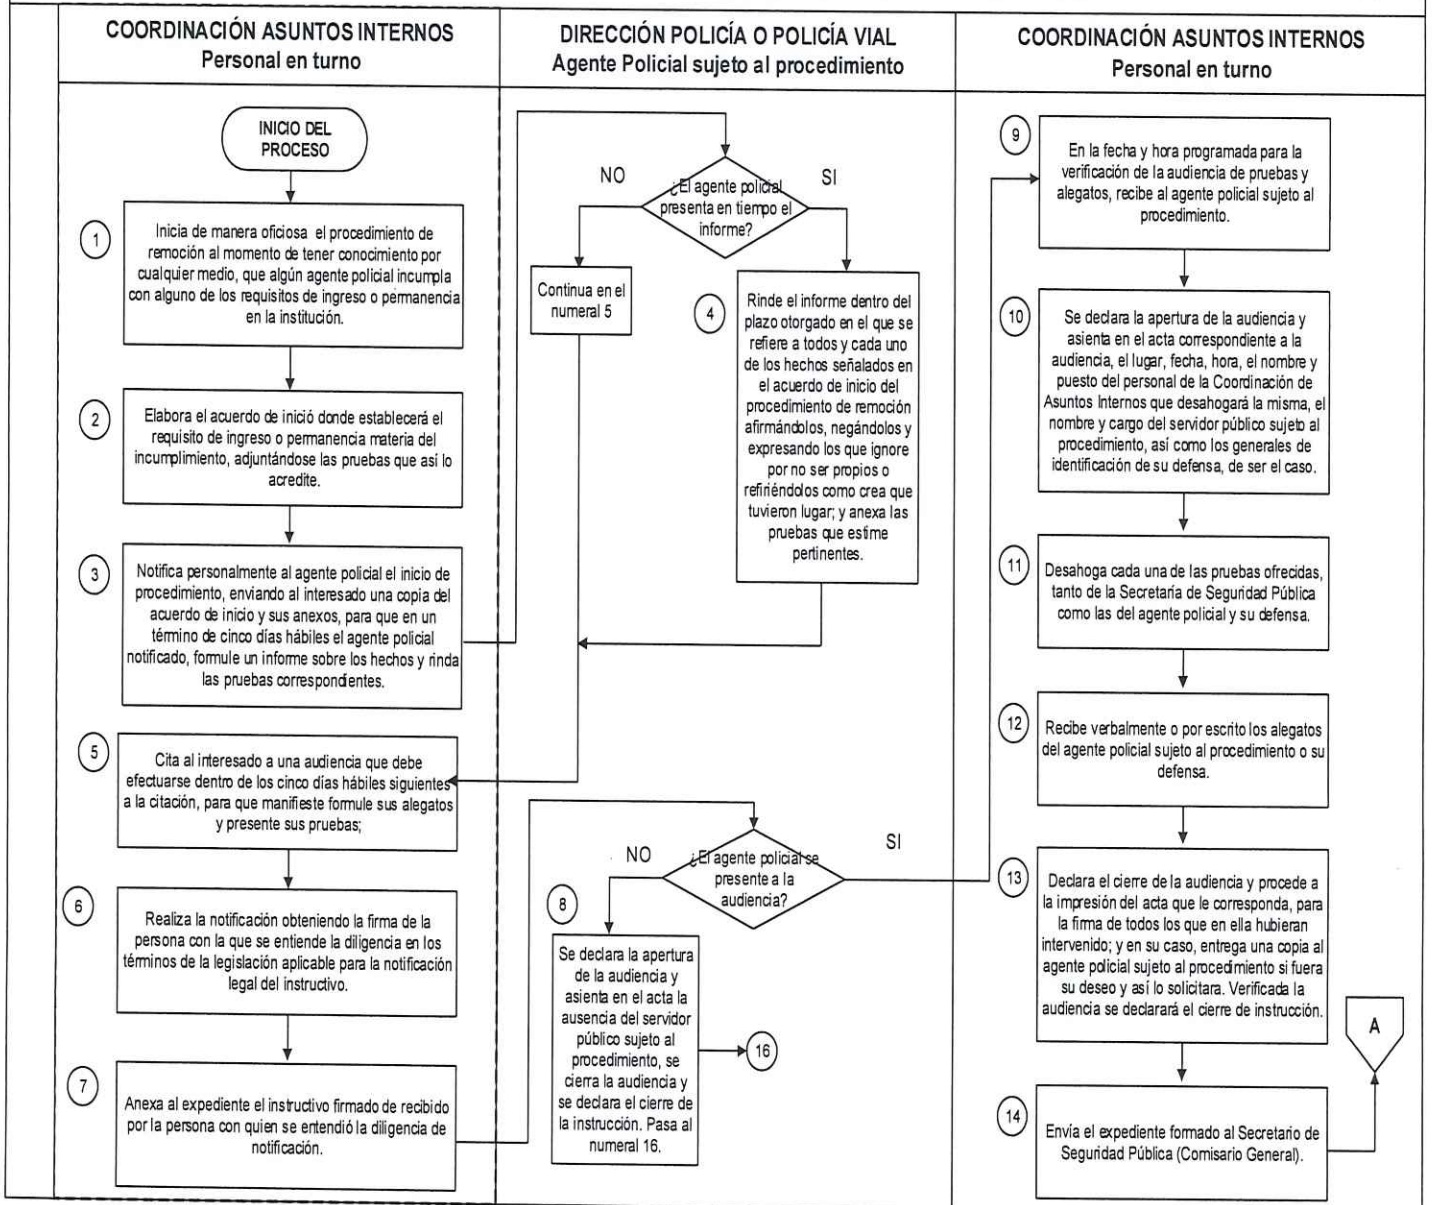 COORDINACIÓN ASUNTOS INTERNOS
Personal en turno
DIRECCIÓN POLICÍA O POLICÍA VIAL
Agente Policial sujeto al procedimiento
COORDINACIÓN ASUNTOS INTERNOS
Personal en turno
INICIO DEL
PROCESO
1
Inicia de manera oficiosa el procedimiento de
remoción al momento de tener conocimiento por
cualquier medio, que algún agente policial incumpla
con alguno de los requisitos de ingreso o permanencia
en la institución.
2
Elabora el acuerdo de inició donde establecerá el
requisito de ingreso o permanencia materia del
incumplimiento, adjuntándose las pruebas que así lo
acredite.
3
Notifica personalmente al agente policial el inicio de
procedimiento, enviando al interesado una copia del
acuerdo de inicio y sus anexos, para que en un
término de cinco días hábiles el agente policial
notificado, formule un informe sobre los hechos y rinda
las pruebas correspondientes.
NO
SI
¿El agente policial
presenta en tiempo el
informe?
Continua en el
numeral 5
4
Rinde el informe dentro del
plazo otorgado en el que se
refiere a todos y cada uno
de los hechos señalados en
el acuerdo de inicio del
procedimiento de remoción
afirmándolos, negándolos y
expresando los que ignore
por no ser propios o
refiriéndolos como crea que
tuvieron lugar; y anexa las
pruebas que estime
pertinentes.
5
Cita al interesado a una audiencia que debe
efectuarse dentro de los cinco días hábiles siguientes
a la citación, para que manifieste formule sus alegatos
y presente sus pruebas;
6
Realiza la notificación obteniendo la firma de la
persona con la que se entiende la diligencia en los
términos de la legislación aplicable para la notificación
legal del instructivo.
7
Anexa al expediente el instructivo firmado de recibido
por la persona con quien se entendió la diligencia de
notificación.
NO
SI
¿El agente policial se
presente a la
audiencia?
8
Se declara la apertura
de la audiencia y
asienta en el acta la
ausencia del servidor
público sujeto al
procedimiento, se
cierra la audiencia y
se declara el cierre de
la instrucción. Pasa al
numeral 16.
16
9
En la fecha y hora programada para la
verificación de la audiencia de pruebas y
alegatos, recibe al agente policial sujeto al
procedimiento.
10
Se declara la apertura de la audiencia y
asienta en el acta correspondiente a la
audiencia, el lugar, fecha, hora, el nombre y
puesto del personal de la Coordinación de
Asuntos Internos que desahogará la misma, el
nombre y cargo del servidor público sujeto al
procedimiento, así como los generales de
identificación de su defensa, de ser el caso.
11
Desahoga cada una de las pruebas ofrecidas,
tanto de la Secretaría de Seguridad Pública
como las del agente policial y su defensa.
12
Recibe verbalmente o por escrito los alegatos
del agente policial sujeto al procedimiento o su
defensa.
13
Declara el cierre de la audiencia y procede a
la impresión del acta que le corresponda, para
la firma de todos los que en ella hubieran
intervenido; y en su caso, entrega una copia al
agente policial sujeto al procedimiento si fuera
su deseo y así lo solicitara. Verificada la
audiencia se declarará el cierre de instrucción.
A
14
Envía el expediente formado al Secretario de
Seguridad Pública (Comisario General).